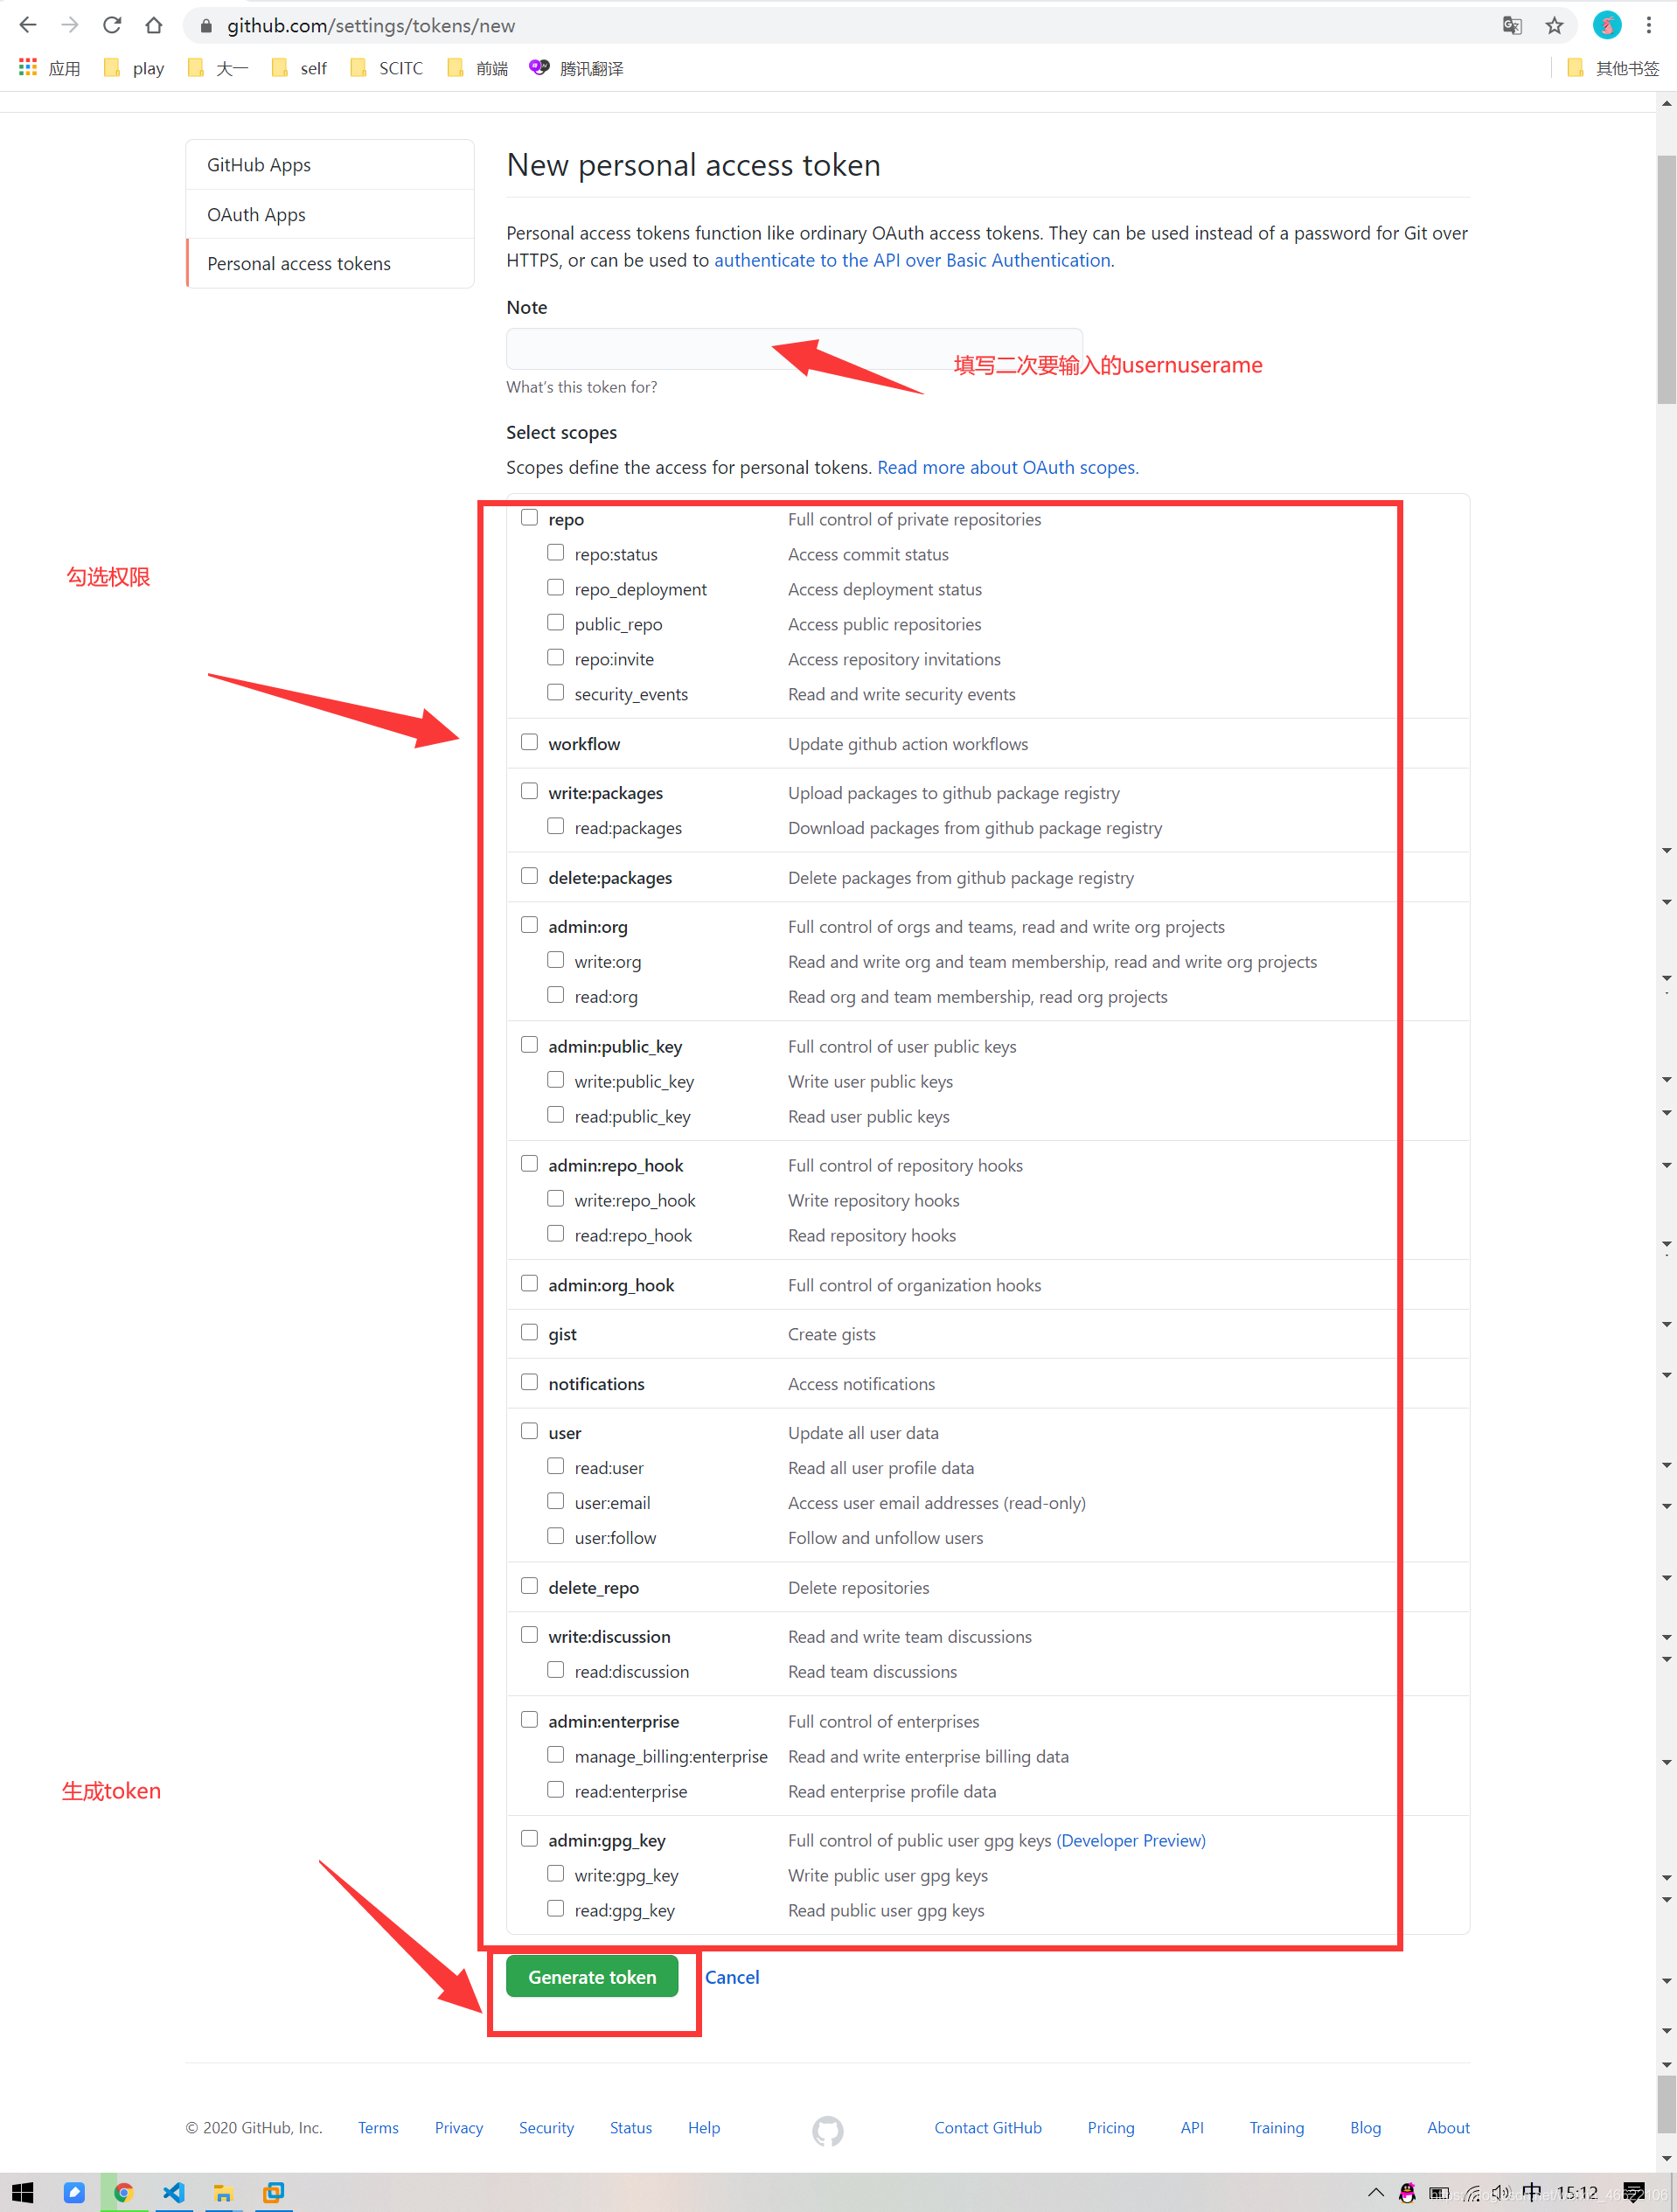 github.com/settings/tokens/new
应用 play 大一 self SCITC 前端 腾讯翻译 其他书签
GitHub Apps
OAuth Apps
Personal access tokens
New personal access token
Personal access tokens function like ordinary OAuth access tokens. They can be used instead of a password for Git over
HTTPS, or can be used to authenticate to the API over Basic Authentication.
Note
填写二次要输入的usernuserame
What's this token for?
Select scopes
Scopes define the access for personal tokens. Read more about OAuth scopes.
勾选权限
repo Full control of private repositories
repo:status Access commit status
repo_deployment Access deployment status
public_repo Access public repositories
repo:invite Access repository invitations
security_events Read and write security events
workflow Update github action workflows
write:packages Upload packages to github package registry
read:packages Download packages from github package registry
delete:packages Delete packages from github package registry
admin:org Full control of orgs and teams, read and write org projects
write:org Read and write org and team membership, read and write org projects
read:org Read org and team membership, read org projects
admin:public_key Full control of user public keys
write:public_key Write user public keys
read:public_key Read user public keys
admin:repo_hook Full control of repository hooks
write:repo_hook Write repository hooks
read:repo_hook Read repository hooks
admin:org_hook Full control of organization hooks
gist Create gists
notifications Access notifications
user Update all user data
read:user Read all user profile data
user:email Access user email addresses (read-only)
user:follow Follow and unfollow users
delete_repo Delete repositories
write:discussion Read and write team discussions
read:discussion Read team discussions
admin:enterprise Full control of enterprises
manage_billing:enterprise Read and write enterprise billing data
read:enterprise Read enterprise profile data
生成token
admin:gpg_key Full control of public user gpg keys (Developer Preview)
write:gpg_key Write public user gpg keys
read:gpg_key Read public user gpg keys
Generate token Cancel
© 2020 GitHub, Inc. Terms Privacy Security Status Help Contact GitHub Pricing API Training Blog About
中 15:12